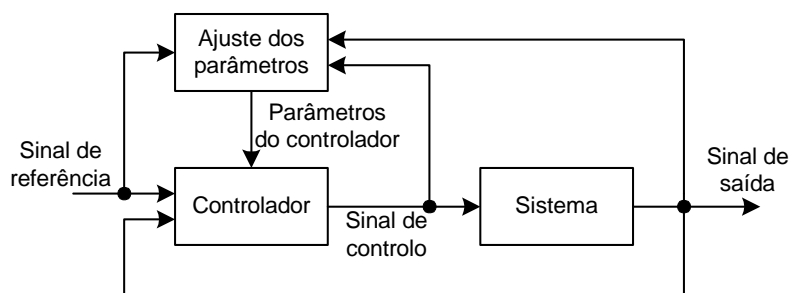 Ajuste dos
parâmetros
Parâmetros
do controlador
Sinal de
referência
Controlador
Sinal de
controlo
Sistema
Sinal de
saída